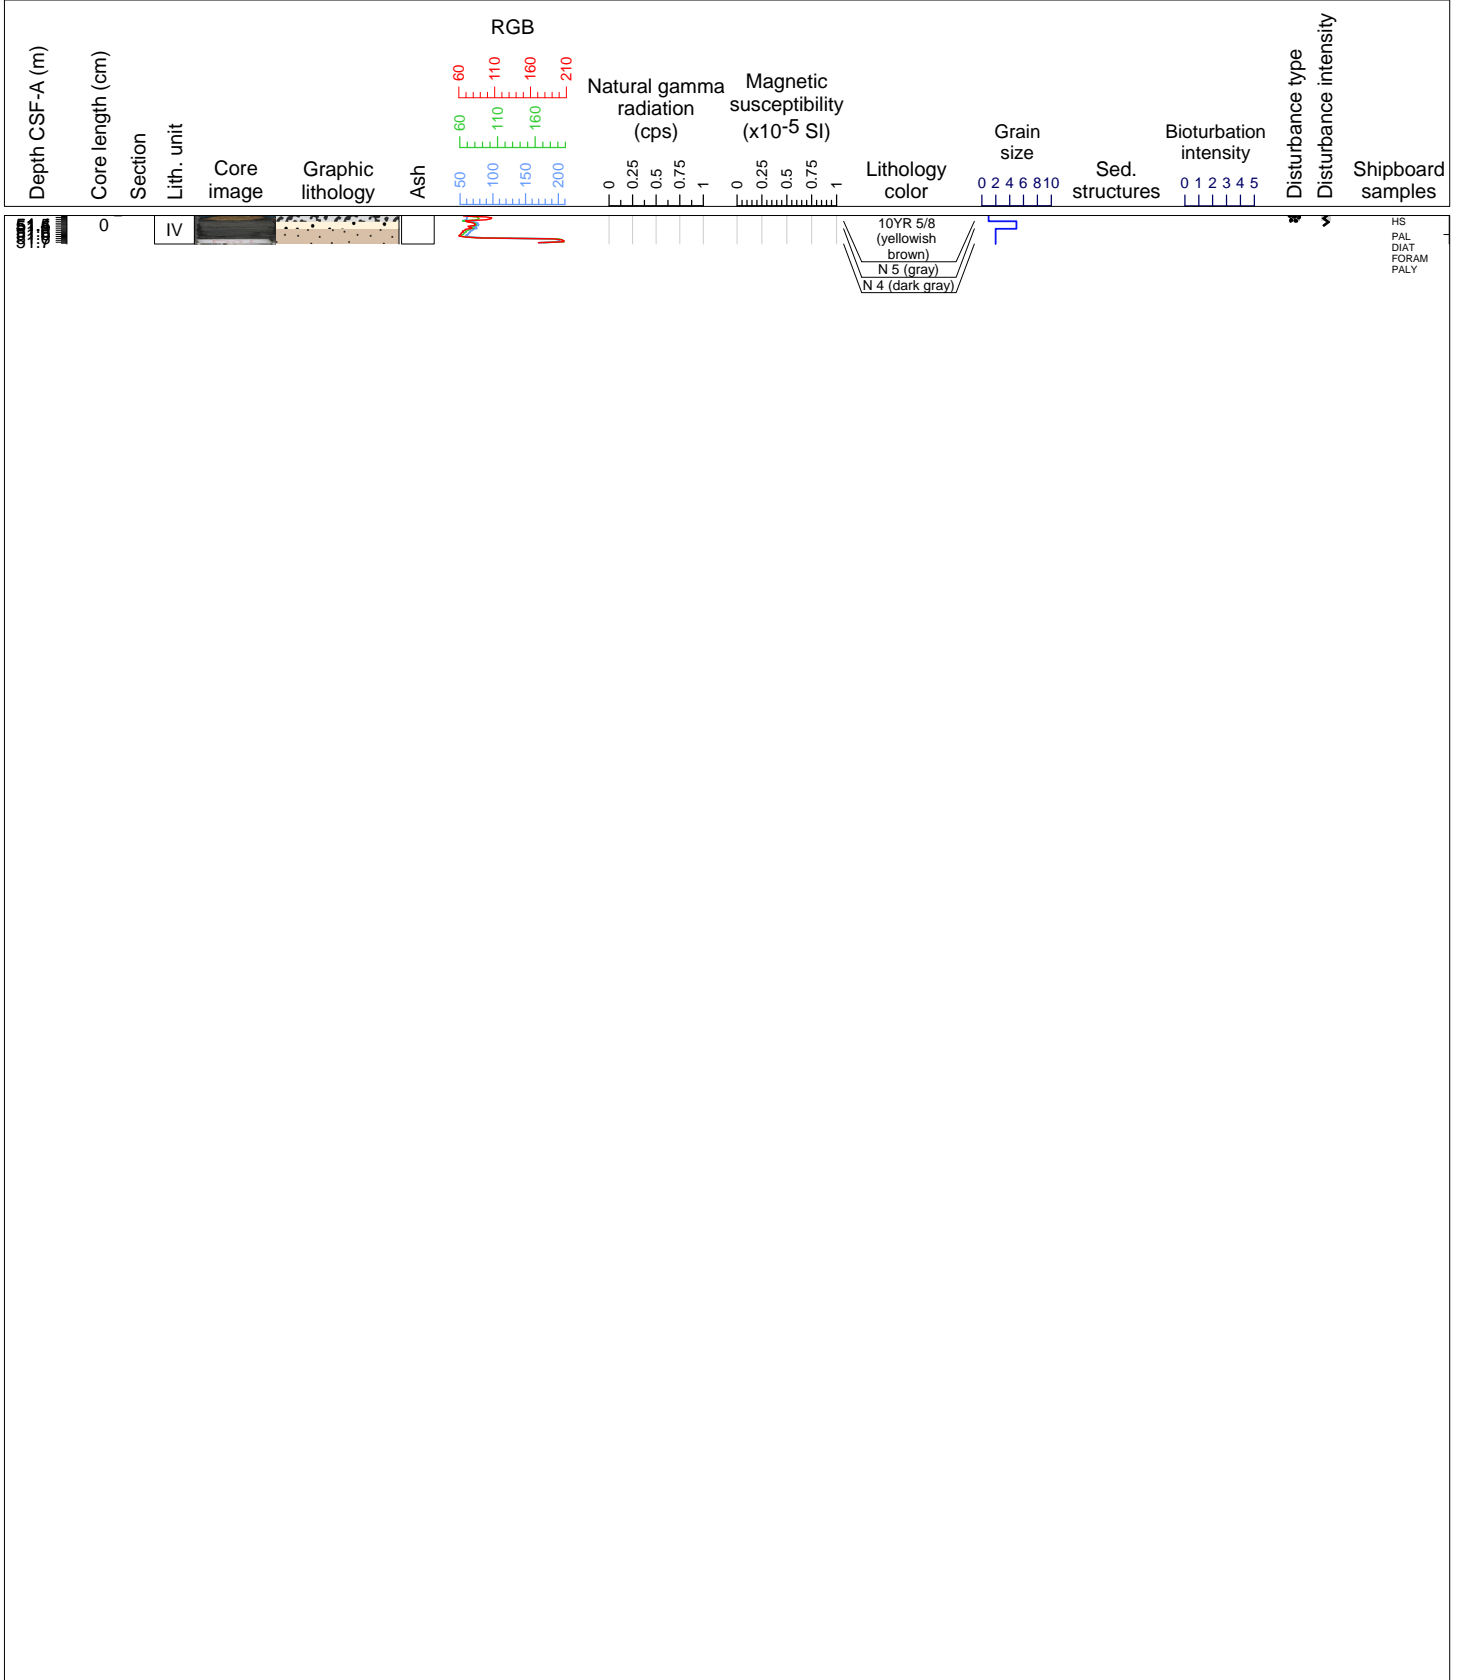 Depth CSF-A (m)
Core length (cm)
Section
Lith. unit
Core
image
Graphic
lithology
Ash
RGB
60 110 160 210
60 110 160
50 100 150 200
Natural gamma
radiation
(cps)
0 0.25 0.5 0.75 1
Magnetic
susceptibility
(x10-5 SI)
0 0.25 0.5 0.75 1
Lithology
color
Grain
size
0 2 4 6 8 10
Sed.
structures
Bioturbation
intensity
0 1 2 3 4 5
Disturbance type
Disturbance intensity
Shipboard
samples
0
IV
10YR 5/8
(yellowish
brown)
N 5 (gray)
N 4 (dark gray)
HS
PAL
DIAT
FORAM
PALY